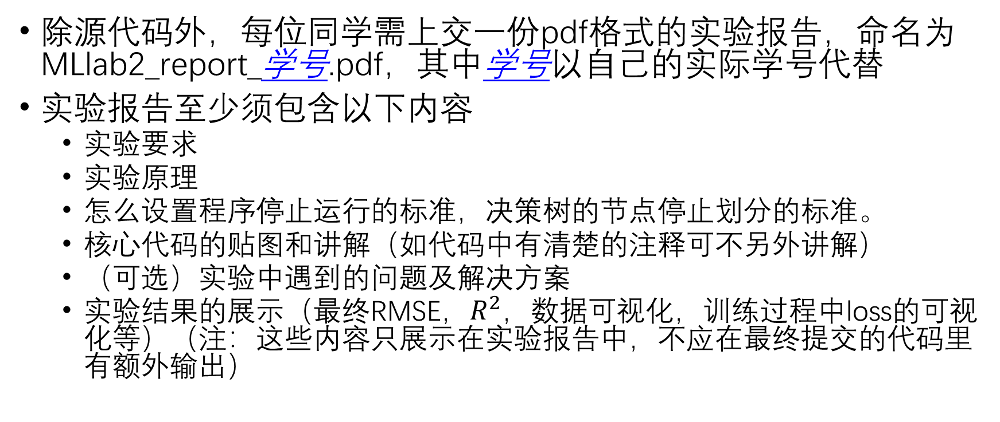 • 除源代码外，每位同学需上交一份pdf格式的实验报告，命名为
MLlab2_report_学号.pdf，其中学号以自己的实际学号代替
• 实验报告至少须包含以下内容
• 实验要求
• 实验原理
• 怎么设置程序停止运行的标准，决策树的节点停止划分的标准。
• 核心代码的贴图和讲解（如代码中有清楚的注释可不另外讲解）
• （可选）实验中遇到的问题及解决方案
• 实验结果的展示（最终RMSE，R²，数据可视化，训练过程中loss的可视
化等）（注：这些内容只展示在实验报告中，不应在最终提交的代码里
有额外输出）